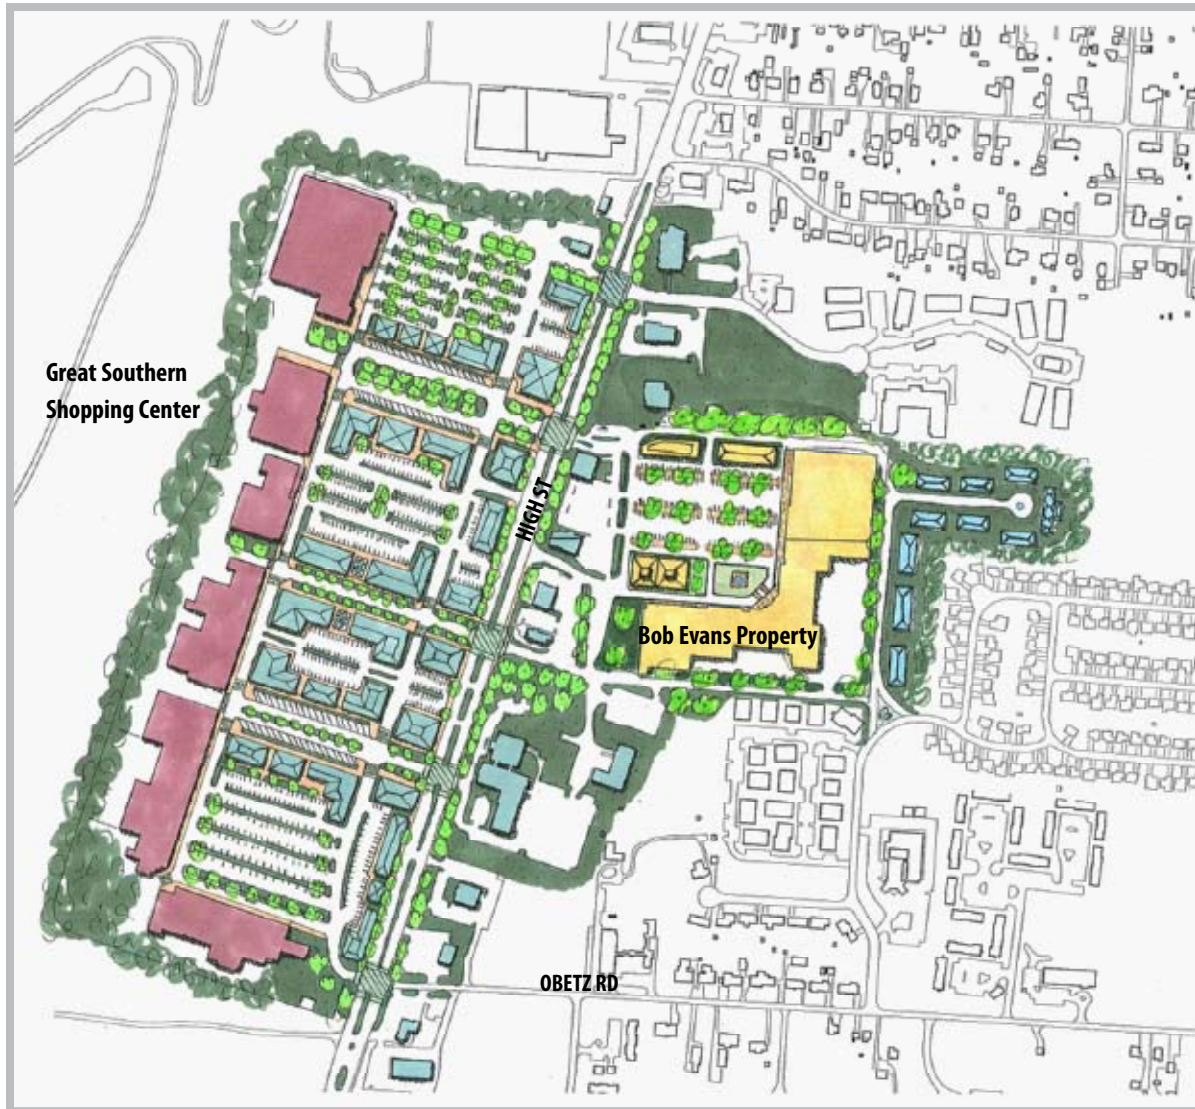 Great Southern
Shopping Center
HIGH ST
Bob Evans Property
OBETZ RD